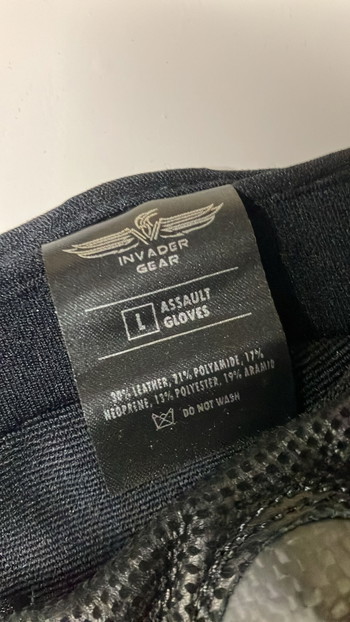 INVADER
GEAR
L
ASSAULT
GLOVES
30% LEATHER, 21% POLYAMIDE, 17%
NEOPRENE, 13% POLYESTER, 19% ARAMID
DO NOT WASH